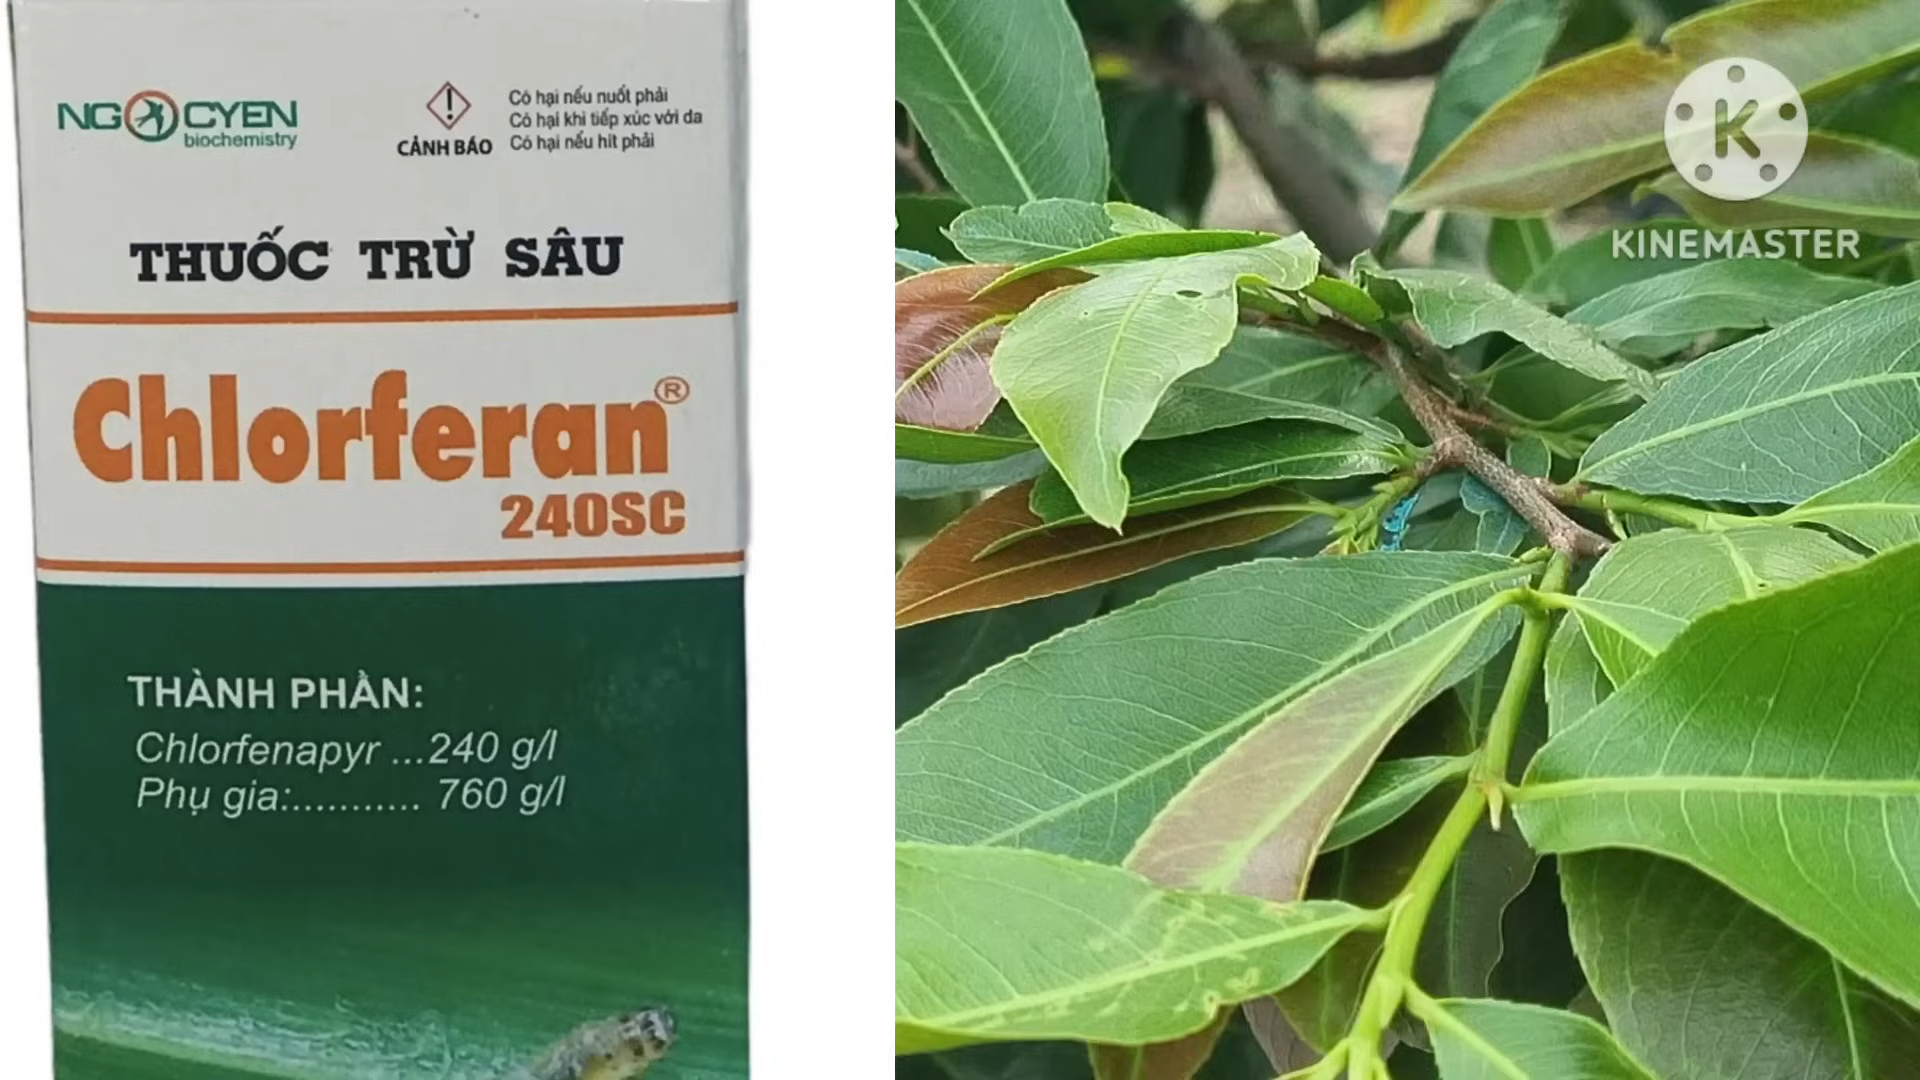 NGOCYEN
biochemistry
CẢNH BÁO
Có hại nếu nuốt phải
Có hại khi tiếp xúc với da
Có hại nếu hít phải
THUỐC TRỪ SÂU
Chlorferan®
240SC
THÀNH PHẦN:
Chlorfenapyr ...240 g/l
Phụ gia:........... 760 g/l
K
KINEMASTER